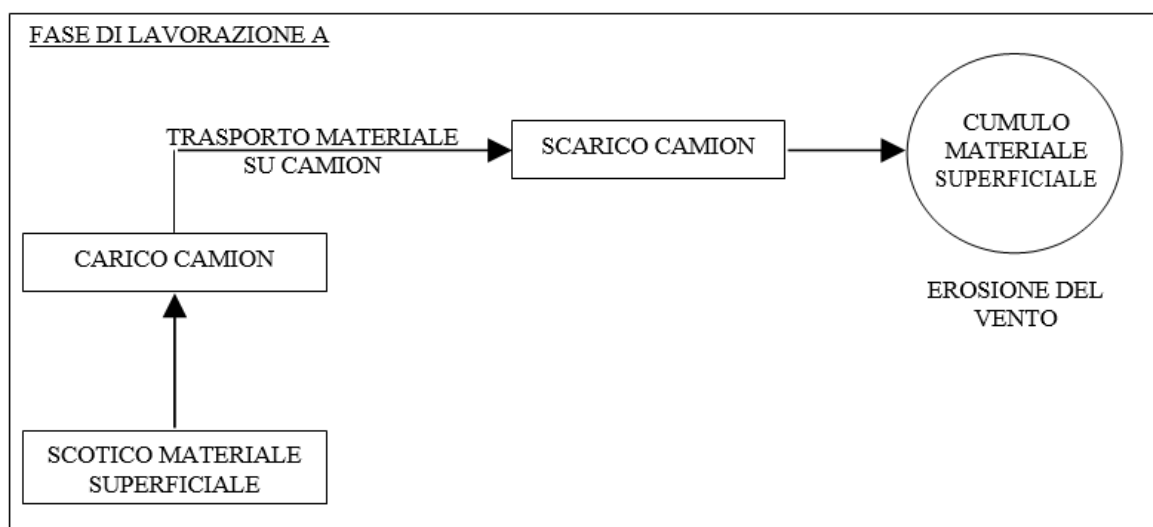 FASE DI LAVORAZIONE A
TRASPORTO MATERIALE
SU CAMION
SCARICO CAMION
CUMULO
MATERIALE
SUPERFICIALE
CARICO CAMION
EROSIONE DEL
VENTO
SCOTICO MATERIALE
SUPERFICIALE